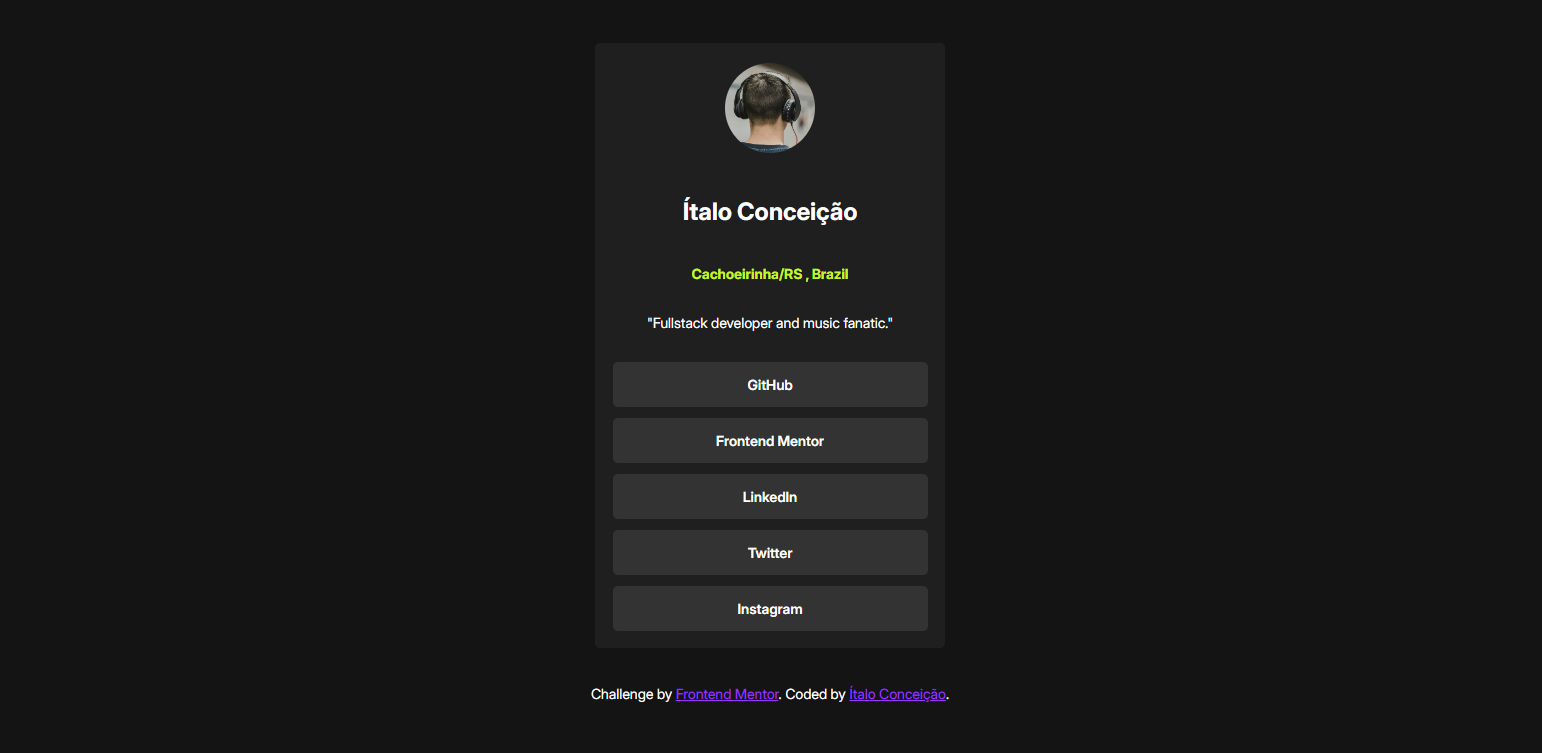 Ítalo Conceição
Cachoeirinha/RS , Brazil
"Fullstack developer and music fanatic."
GitHub
Frontend Mentor
LinkedIn
Twitter
Instagram
Challenge by Frontend Mentor. Coded by Ítalo Conceição.